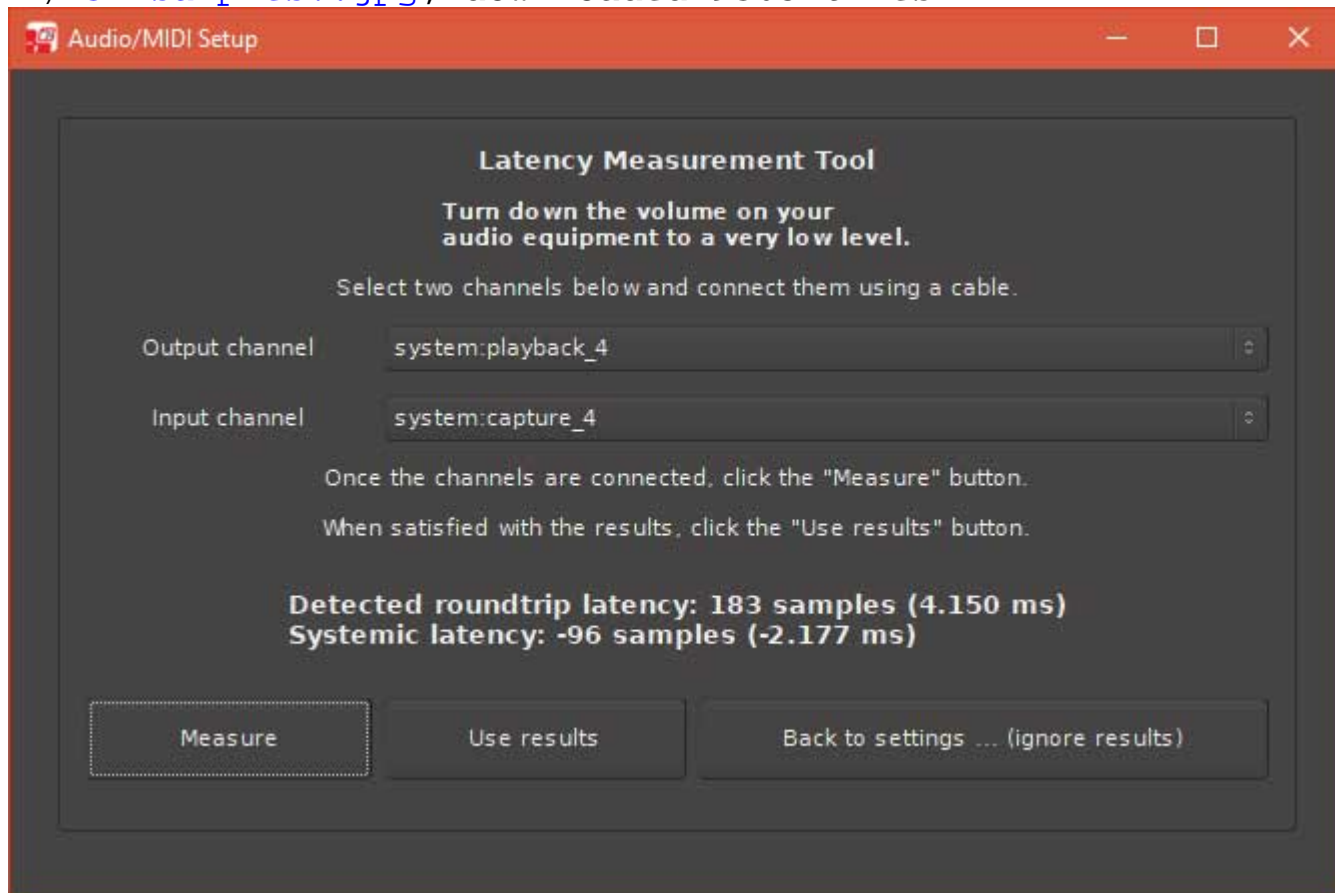 Audio/MIDI Setup
Latency Measurement Tool
Turn down the volume on your
audio equipment to a very low level.
Select two channels below and connect them using a cable.
Output channel system:playback_4
Input channel system:capture_4
Once the channels are connected, click the "Measure" button.
When satisfied with the results, click the "Use results" button.
Detected roundtrip latency: 183 samples (4.150 ms)
Systemic latency: -96 samples (-2.177 ms)
Measure Use results Back to settings ... (ignore results)